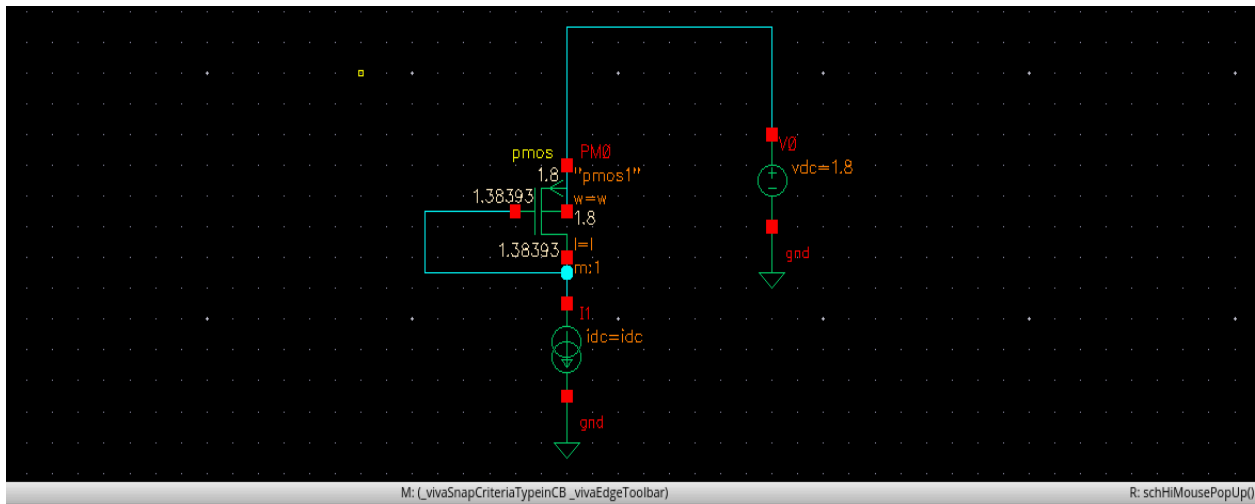 pmos PM0
1.8 "pmos1"
1.38393 w=w
1.8
1.38393 l=l
m:1
V0
vdc=1.8
gnd
I1
idc=idc
gnd
M: (_vivaSnapCriteriaTypeinCB _vivaEdgeToolbar) R: schHiMousePopUp()